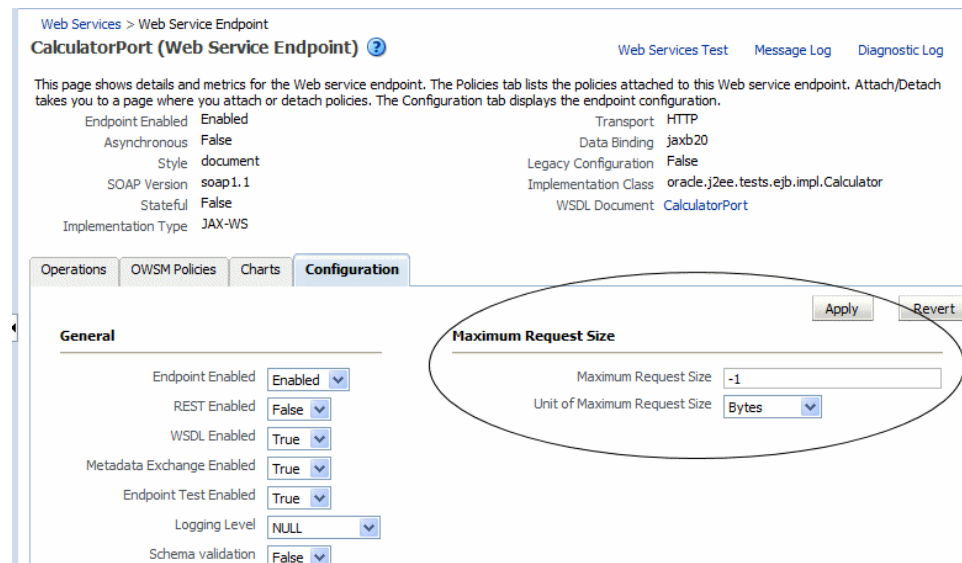 Web Services > Web Service Endpoint
CalculatorPort (Web Service Endpoint) ?
Web Services Test Message Log Diagnostic Log
This page shows details and metrics for the Web service endpoint. The Policies tab lists the policies attached to this Web service endpoint. Attach/Detach
takes you to a page where you attach or detach policies. The Configuration tab displays the endpoint configuration.
Endpoint Enabled Enabled
Asynchronous False
Style document
SOAP Version soap1.1
Stateful False
Implementation Type JAX-WS
Transport HTTP
Data Binding jaxb20
Legacy Configuration False
Implementation Class oracle.j2ee.tests.ejb.impl.Calculator
WSDL Document CalculatorPort
Operations OWSM Policies Charts Configuration
Apply Revert
General
Endpoint Enabled Enabled
REST Enabled False
WSDL Enabled True
Metadata Exchange Enabled True
Endpoint Test Enabled True
Logging Level NULL
Schema validation False
Maximum Request Size
Maximum Request Size -1
Unit of Maximum Request Size Bytes